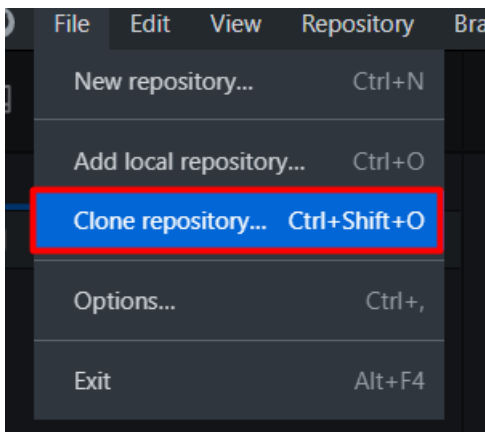 File Edit View Repository Bra
New repository... Ctrl+N
Add local repository... Ctrl+O
Clone repository... Ctrl+Shift+O
Options... Ctrl+,
Exit Alt+F4